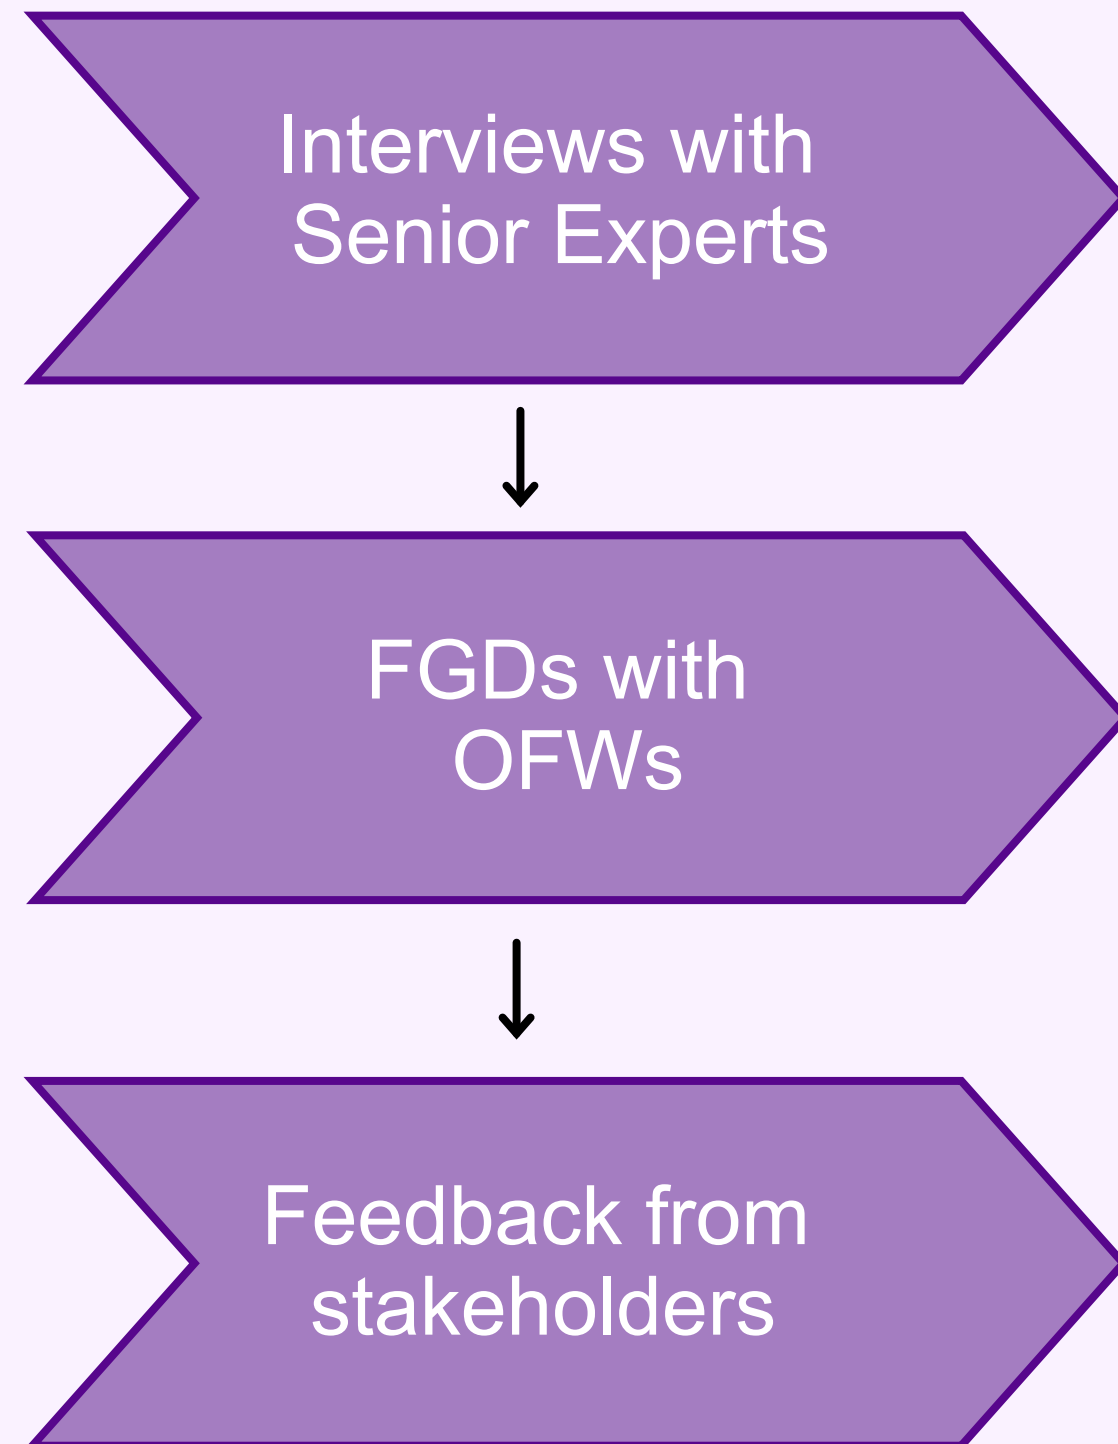 Interviews with
Senior Experts
FGDs with
OFWs
Feedback from
stakeholders